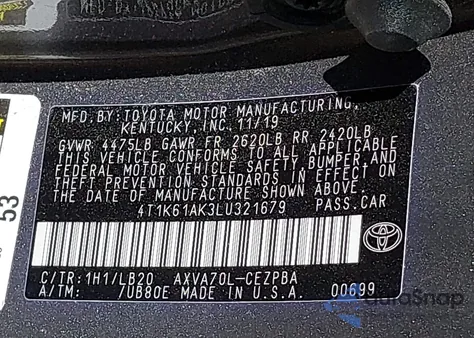 MFD. BY: TOYOTA MOTOR MANUFACTURING,
KENTUCKY, INC. 11/19
GVWR 4475LB GAWR FR 2620LB RR 2420LB
THIS VEHICLE CONFORMS TO ALL APPLICABLE
FEDERAL MOTOR VEHICLE SAFETY, BUMPER, AND
THEFT PREVENTION STANDARDS IN EFFECT ON
THE DATE OF MANUFACTURE SHOWN ABOVE.
4T1K61AK3LU321679 PASS.CAR
C/TR: 1H1/LB20 AXVA70L-CEZPBA
A/TM: /UB80E MADE IN U.S.A. 00699
53
AuraSnap